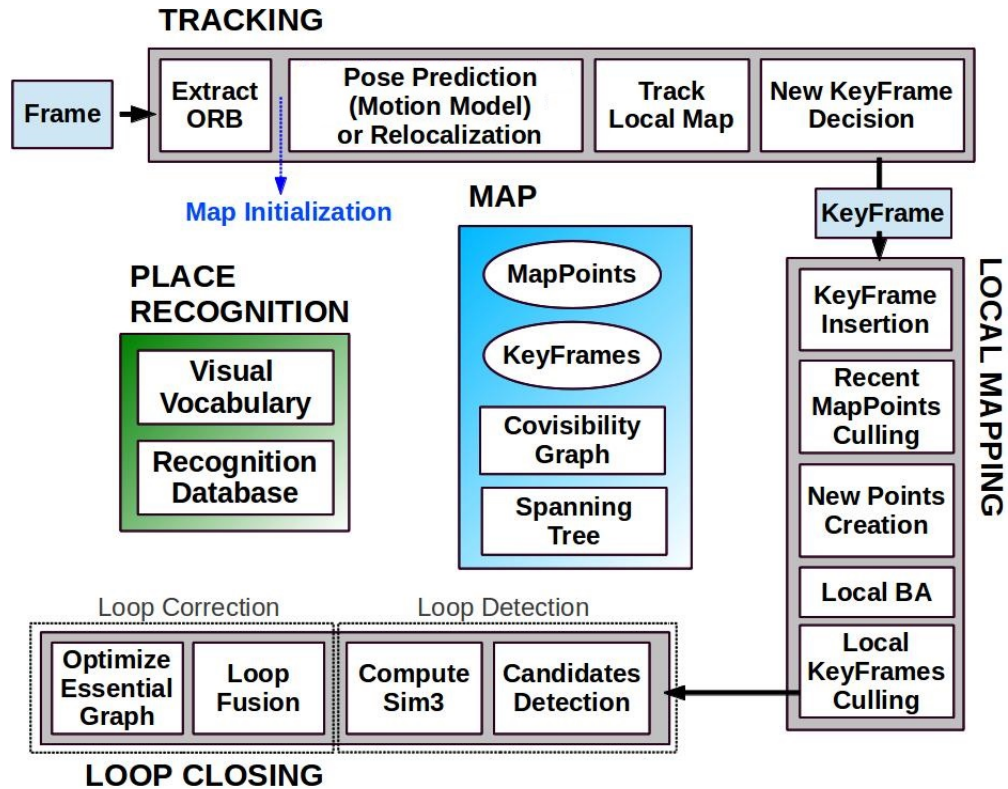 TRACKING
Frame
Extract
ORB
Pose Prediction
(Motion Model)
or Relocalization
Track
Local Map
New KeyFrame
Decision
Map Initialization
KeyFrame
MAP
MapPoints
KeyFrames
Covisibility
Graph
Spanning
Tree
PLACE
RECOGNITION
Visual
Vocabulary
Recognition
Database
LOCAL MAPPING
KeyFrame
Insertion
Recent
MapPoints
Culling
New Points
Creation
Local BA
Local
KeyFrames
Culling
Loop Correction
Loop Detection
Optimize
Essential
Graph
Loop
Fusion
Compute
Sim3
Candidates
Detection
LOOP CLOSING